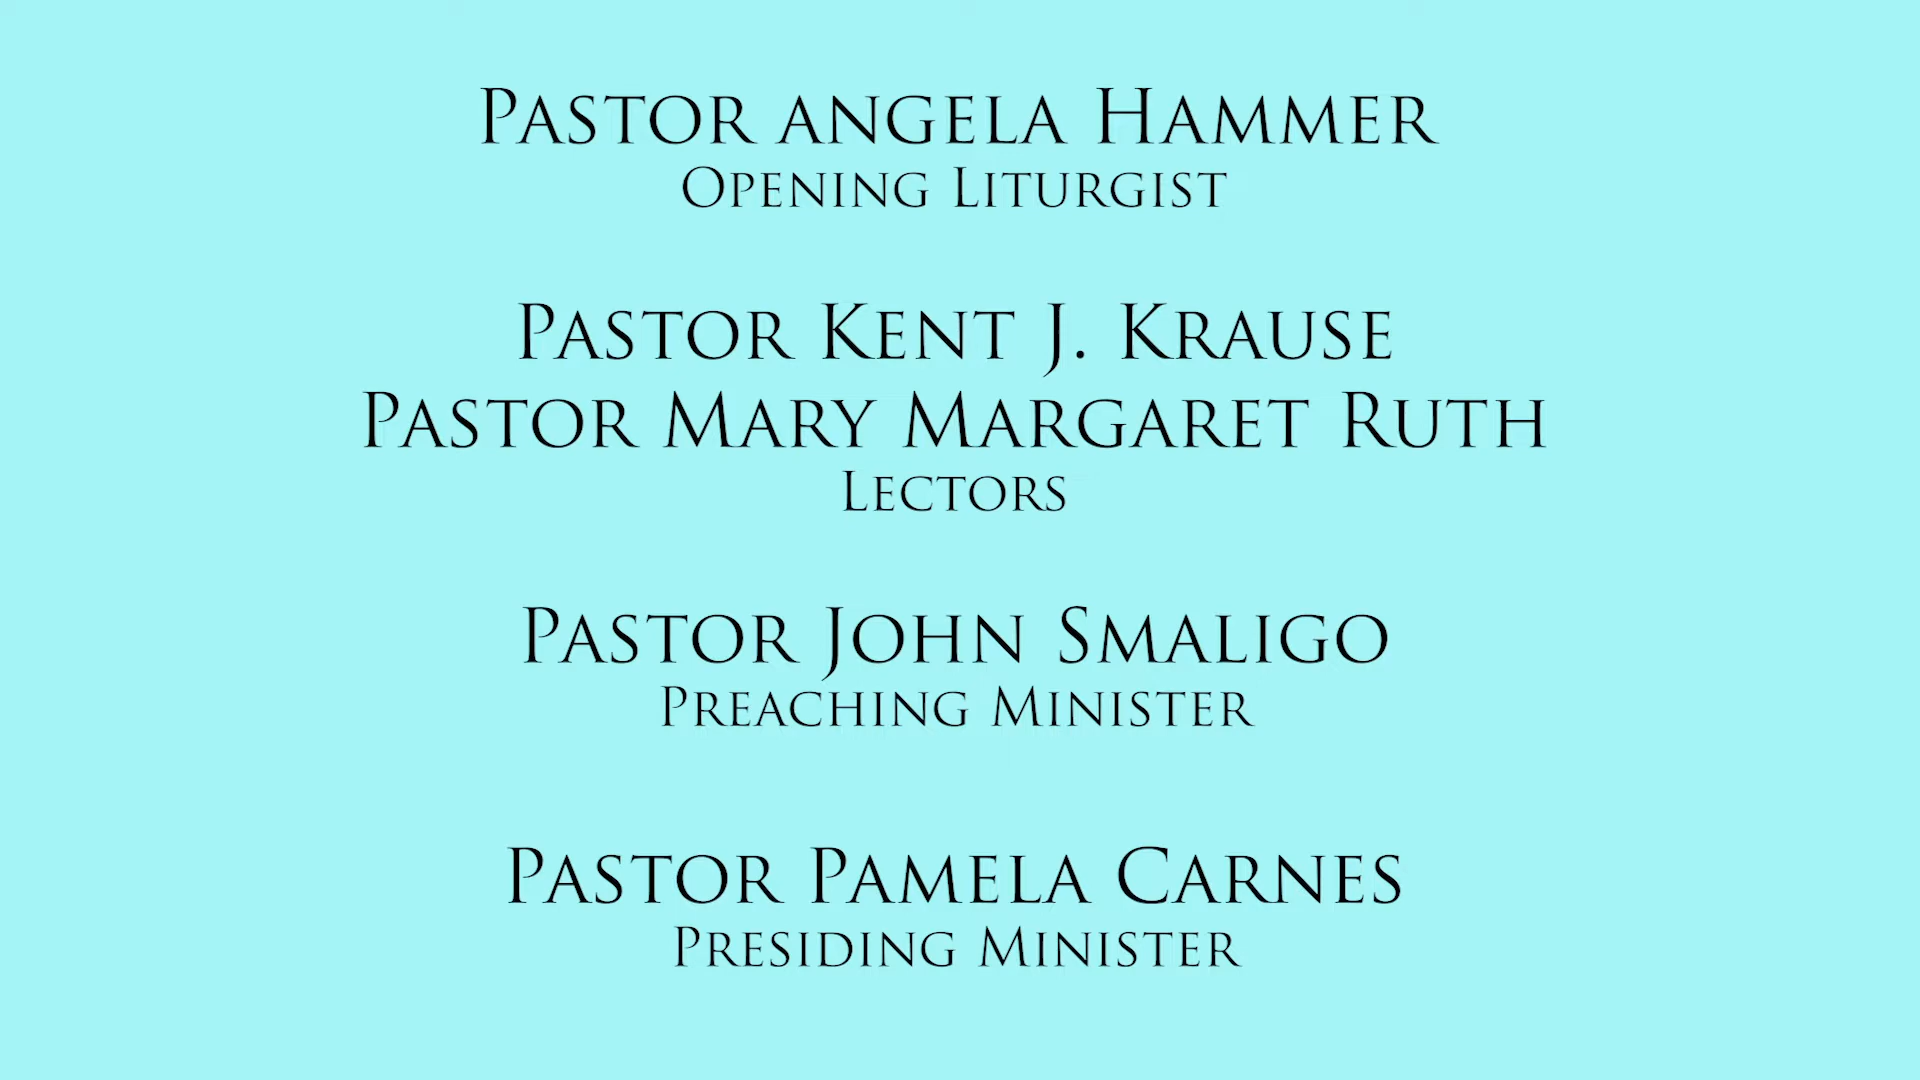 Pastor angela Hammer
Opening Liturgist
Pastor Kent J. Krause
Pastor Mary Margaret Ruth
Lectors
Pastor John Smaligo
Preaching Minister
Pastor Pamela Carnes
Presiding Minister